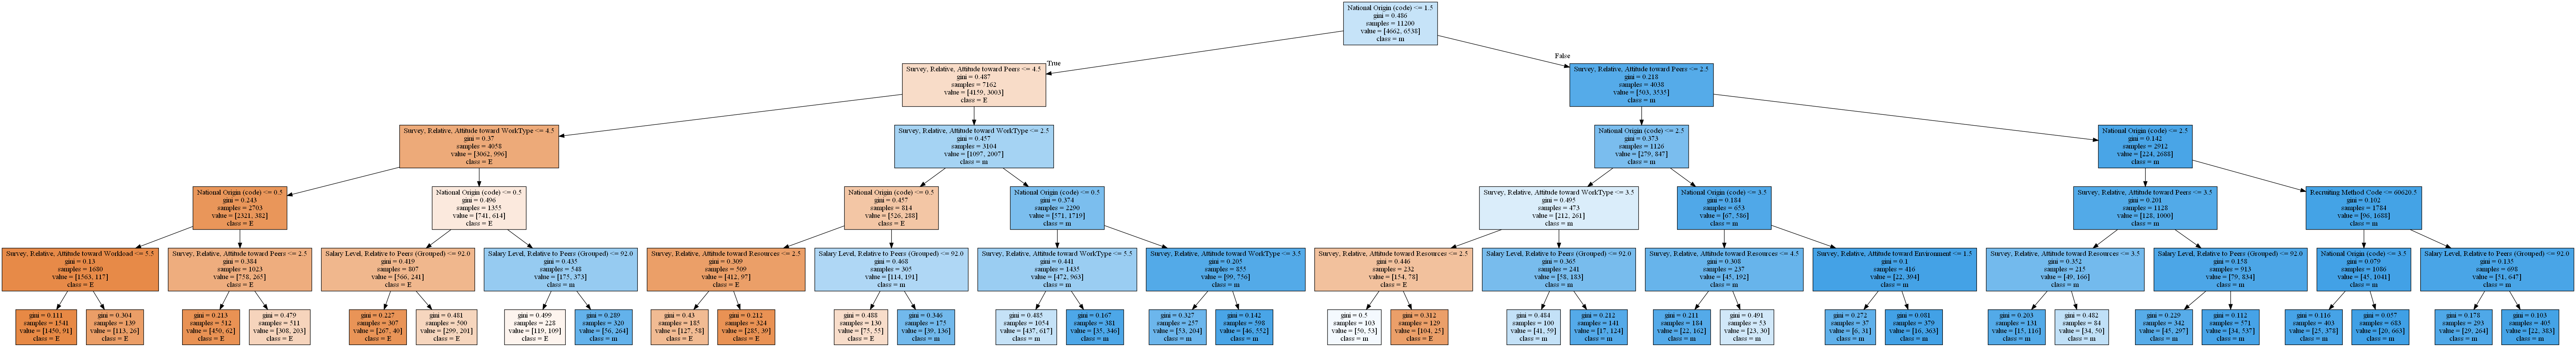 National Origin (code) <= 1.5
gini = 0.486
samples = 11200
value = [4662, 6538]
class = m
True
False
Survey, Relative, Attitude toward Peers <= 4.5
gini = 0.487
samples = 7162
value = [4159, 3003]
class = E
Survey, Relative, Attitude toward Peers <= 2.5
gini = 0.218
samples = 4038
value = [503, 3535]
class = m
Survey, Relative, Attitude toward WorkType <= 4.5
gini = 0.37
samples = 4058
value = [3062, 996]
class = E
Survey, Relative, Attitude toward WorkType <= 2.5
gini = 0.457
samples = 3104
value = [1097, 2007]
class = m
National Origin (code) <= 2.5
gini = 0.373
samples = 1126
value = [279, 847]
class = m
National Origin (code) <= 2.5
gini = 0.142
samples = 2912
value = [224, 2688]
class = m
National Origin (code) <= 0.5
gini = 0.243
samples = 2703
value = [2321, 382]
class = E
National Origin (code) <= 0.5
gini = 0.496
samples = 1355
value = [741, 614]
class = E
National Origin (code) <= 0.5
gini = 0.457
samples = 814
value = [526, 288]
class = E
National Origin (code) <= 0.5
gini = 0.374
samples = 2290
value = [571, 1719]
class = m
Survey, Relative, Attitude toward WorkType <= 3.5
gini = 0.495
samples = 473
value = [212, 261]
class = m
National Origin (code) <= 3.5
gini = 0.184
samples = 653
value = [67, 586]
class = m
Survey, Relative, Attitude toward Peers <= 3.5
gini = 0.201
samples = 1128
value = [128, 1000]
class = m
Recruiting Method Code <= 60620.5
gini = 0.102
samples = 1784
value = [96, 1688]
class = m
Survey, Relative, Attitude toward Workload <= 5.5
gini = 0.13
samples = 1680
value = [1563, 117]
class = E
Survey, Relative, Attitude toward Peers <= 2.5
gini = 0.384
samples = 1023
value = [758, 265]
class = E
Salary Level, Relative to Peers (Grouped) <= 92.0
gini = 0.419
samples = 807
value = [566, 241]
class = E
Salary Level, Relative to Peers (Grouped) <= 92.0
gini = 0.435
samples = 548
value = [175, 373]
class = m
Survey, Relative, Attitude toward Resources <= 2.5
gini = 0.309
samples = 509
value = [412, 97]
class = E
Salary Level, Relative to Peers (Grouped) <= 92.0
gini = 0.468
samples = 305
value = [114, 191]
class = m
Survey, Relative, Attitude toward WorkType <= 5.5
gini = 0.441
samples = 1435
value = [472, 963]
class = m
Survey, Relative, Attitude toward WorkType <= 3.5
gini = 0.205
samples = 855
value = [99, 756]
class = m
Survey, Relative, Attitude toward Resources <= 2.5
gini = 0.446
samples = 232
value = [154, 78]
class = E
Salary Level, Relative to Peers (Grouped) <= 92.0
gini = 0.365
samples = 241
value = [58, 183]
class = m
Survey, Relative, Attitude toward Resources <= 4.5
gini = 0.308
samples = 237
value = [45, 192]
class = m
Survey, Relative, Attitude toward Environment <= 1.5
gini = 0.1
samples = 416
value = [22, 394]
class = m
Survey, Relative, Attitude toward Resources <= 3.5
gini = 0.352
samples = 215
value = [49, 166]
class = m
Salary Level, Relative to Peers (Grouped) <= 92.0
gini = 0.158
samples = 913
value = [79, 834]
class = m
National Origin (code) <= 3.5
gini = 0.079
samples = 1086
value = [45, 1041]
class = m
Salary Level, Relative to Peers (Grouped) <= 92.0
gini = 0.135
samples = 698
value = [51, 647]
class = m
gini = 0.111
samples = 1541
value = [1450, 91]
class = E
gini = 0.304
samples = 139
value = [113, 26]
class = E
gini = 0.213
samples = 512
value = [450, 62]
class = E
gini = 0.479
samples = 511
value = [308, 203]
class = E
gini = 0.227
samples = 307
value = [267, 40]
class = E
gini = 0.481
samples = 500
value = [299, 201]
class = E
gini = 0.499
samples = 228
value = [119, 109]
class = E
gini = 0.289
samples = 320
value = [56, 264]
class = m
gini = 0.43
samples = 185
value = [127, 58]
class = E
gini = 0.212
samples = 324
value = [285, 39]
class = E
gini = 0.488
samples = 130
value = [75, 55]
class = E
gini = 0.346
samples = 175
value = [39, 136]
class = m
gini = 0.485
samples = 1054
value = [437, 617]
class = m
gini = 0.167
samples = 381
value = [35, 346]
class = m
gini = 0.327
samples = 257
value = [53, 204]
class = m
gini = 0.142
samples = 598
value = [46, 552]
class = m
gini = 0.5
samples = 103
value = [50, 53]
class = m
gini = 0.312
samples = 129
value = [104, 25]
class = E
gini = 0.484
samples = 100
value = [41, 59]
class = m
gini = 0.212
samples = 141
value = [17, 124]
class = m
gini = 0.211
samples = 184
value = [22, 162]
class = m
gini = 0.491
samples = 53
value = [23, 30]
class = m
gini = 0.272
samples = 37
value = [6, 31]
class = m
gini = 0.081
samples = 379
value = [16, 363]
class = m
gini = 0.203
samples = 131
value = [15, 116]
class = m
gini = 0.482
samples = 84
value = [34, 50]
class = m
gini = 0.229
samples = 342
value = [45, 297]
class = m
gini = 0.112
samples = 571
value = [34, 537]
class = m
gini = 0.116
samples = 403
value = [25, 378]
class = m
gini = 0.057
samples = 683
value = [20, 663]
class = m
gini = 0.178
samples = 293
value = [29, 264]
class = m
gini = 0.103
samples = 405
value = [22, 383]
class = m